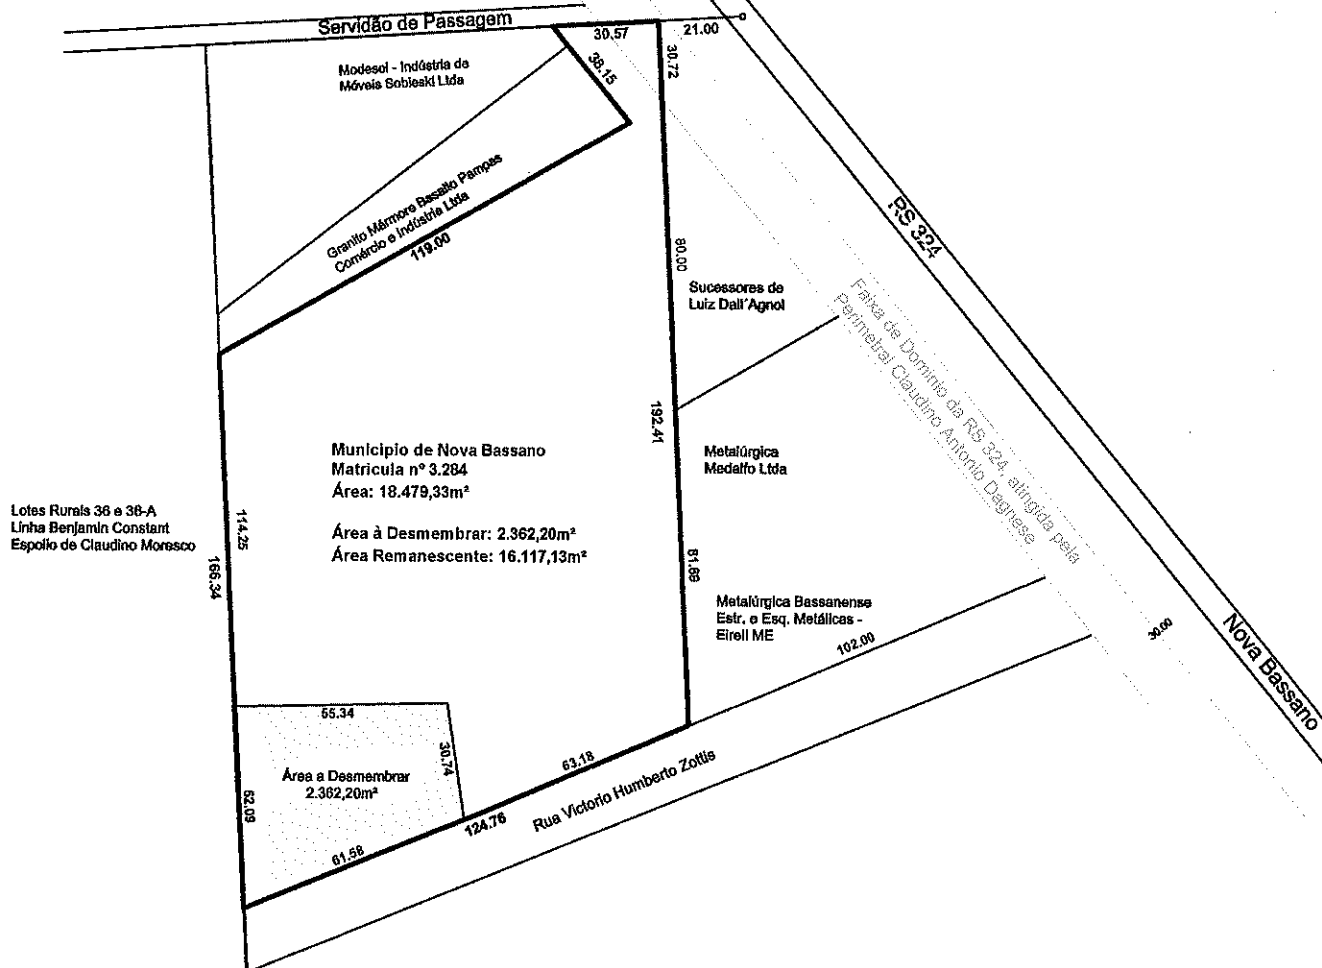 Servidão de Passagem
30.57
21.00
38.15
30.72
Modesol - Indústria de
Móveis Sobieski Ltda
Granito Mármore Basalto Pampas
Comércio e Indústria Ltda
119.00
RS 324
80.00
Sucessores de
Luiz Dall'Agnol
Faixa de Domínio da RS 324, atingida pela
Perimetral Claudino Antonio Dagnese
192.41
Municipio de Nova Bassano
Matricula nº 3.284
Área: 18.479,33m²
Área à Desmembrar: 2.362,20m²
Área Remanescente: 16.117,13m²
Metalúrgica
Medalfo Ltda
Lotes Rurais 36 e 36-A
Linha Benjamin Constant
Espolio de Claudino Moresco
114.25
166.34
81.69
Metalúrgica Bassanense
Estr. e Esq. Metálicas -
Eireli ME
102.00
30.00
Nova Bassano
55.34
30.74
Área a Desmembrar
2.362,20m²
52.09
61.58
63.18
124.76
Rua Victorio Humberto Zottis